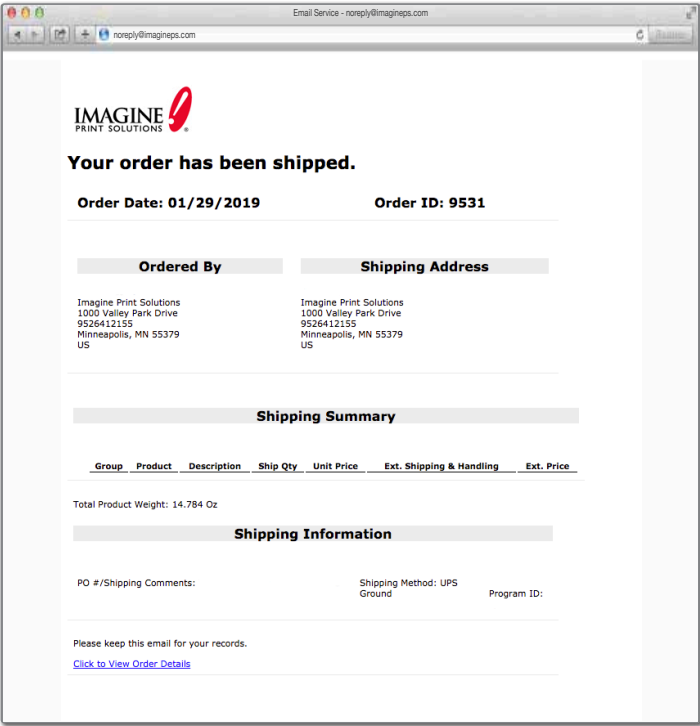 Email Service - noreply@imagineps.com
noreply@imagineps.com
IMAGINE
PRINT SOLUTIONS
Your order has been shipped.
Order Date: 01/29/2019 Order ID: 9531
Ordered By Shipping Address
Imagine Print Solutions Imagine Print Solutions
1000 Valley Park Drive 1000 Valley Park Drive
9526412155 9526412155
Minneapolis, MN 55379 Minneapolis, MN 55379
US US
Shipping Summary
Group Product Description Ship Qty Unit Price Ext. Shipping & Handling Ext. Price
Total Product Weight: 14.784 Oz
Shipping Information
PO #/Shipping Comments: Shipping Method: UPS
Ground Program ID:
Please keep this email for your records.
Click to View Order Details